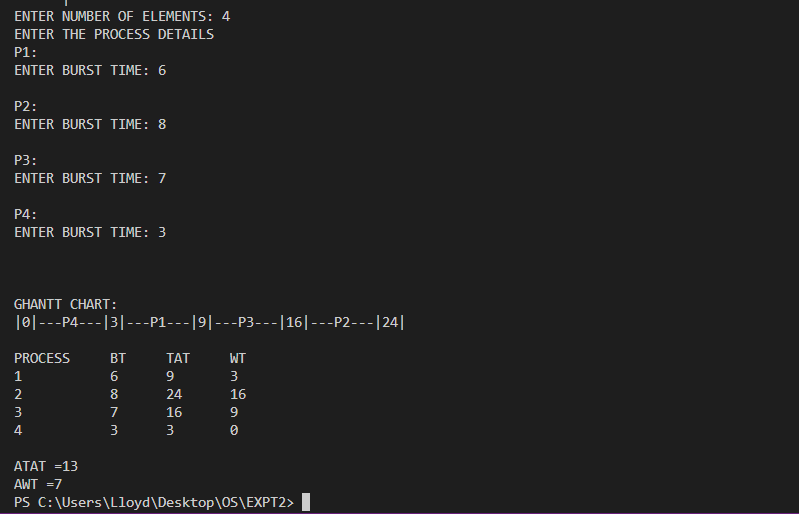 ENTER NUMBER OF ELEMENTS: 4
ENTER THE PROCESS DETAILS
P1:
ENTER BURST TIME: 6
P2:
ENTER BURST TIME: 8
P3:
ENTER BURST TIME: 7
P4:
ENTER BURST TIME: 3
GHANTT CHART:
|0|---P4---|3|---P1---|9|---P3---|16|---P2---|24|
PROCESS BT TAT WT
1 6 9 3
2 8 24 16
3 7 16 9
4 3 3 0
ATAT =13
AWT =7
PS C:\Users\Lloyd\Desktop\OS\EXPT2>